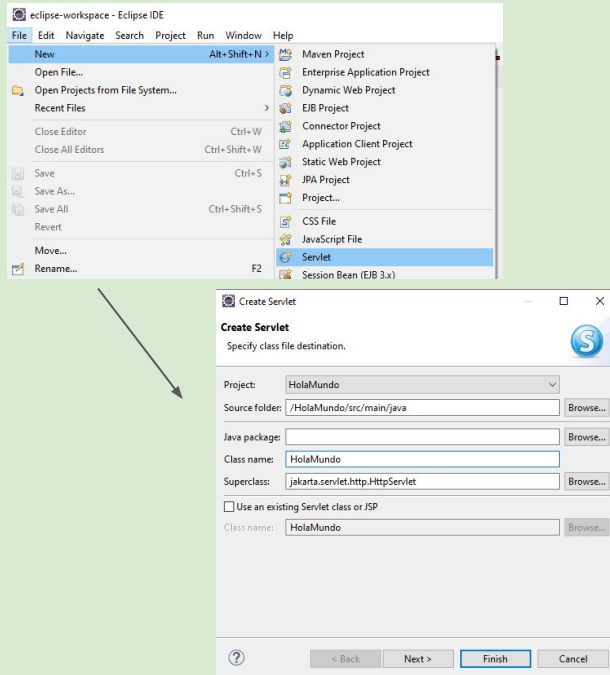 eclipse-workspace - Eclipse IDE
File Edit Navigate Search Project Run Window Help
New Alt+Shift+N >
Open File...
Open Projects from File System...
Recent Files >
Close Editor Ctrl+W
Close All Editors Ctrl+Shift+W
Save Ctrl+S
Save As...
Save All Ctrl+Shift+S
Revert
Move...
Rename... F2
Maven Project
Enterprise Application Project
Dynamic Web Project
EJB Project
Connector Project
Application Client Project
Static Web Project
JPA Project
Project...
CSS File
JavaScript File
Servlet
Session Bean (EJB 3.x)
Create Servlet
Create Servlet
Specify class file destination.
Project: HolaMundo
Source folder: /HolaMundo/src/main/java Browse...
Java package: Browse...
Class name: HolaMundo
Superclass: jakarta.servlet.http.HttpServlet Browse...
Use an existing Servlet class or JSP
Class name: HolaMundo Browse...
? < Back Next > Finish Cancel